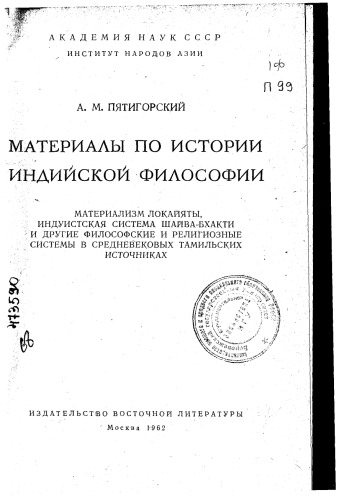 АКАДЕМИЯ НАУК СССР
ИНСТИТУТ НАРОДОВ АЗИИ
1ф
П 99
А. М. ПЯТИГОРСКИЙ
МАТЕРИАЛЫ ПО ИСТОРИИ
ИНДИЙСКОЙ ФИЛОСОФИИ
МАТЕРИАЛИЗМ ЛОКАЙЯТЫ,
ИНДУИСТСКАЯ СИСТЕМА ШАЙВА-БХАКТИ
И ДРУГИЕ ФИЛОСОФСКИЕ И РЕЛИГИОЗНЫЕ
СИСТЕМЫ В СРЕДНЕВЕКОВЫХ ТАМИЛЬСКИХ
ИСТОЧНИКАХ
473590
ИЗДАТЕЛЬСТВО ВОСТОЧНОЙ ЛИТЕРАТУРЫ
Москва 1962